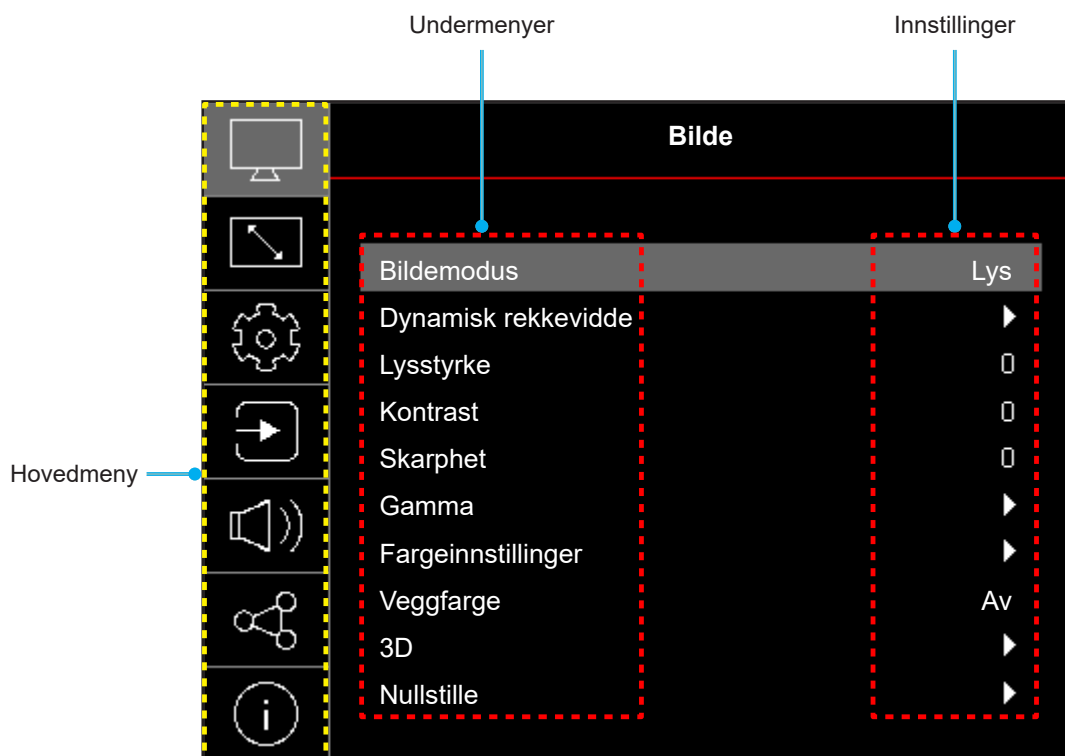 Undermenyer Innstillinger
Bilde
Bildemodus Lys
Dynamisk rekkevidde
Lysstyrke 0
Kontrast 0
Skarphet 0
Hovedmeny
Gamma
Fargeinnstillinger
Veggfarge Av
3D
Nullstille
i